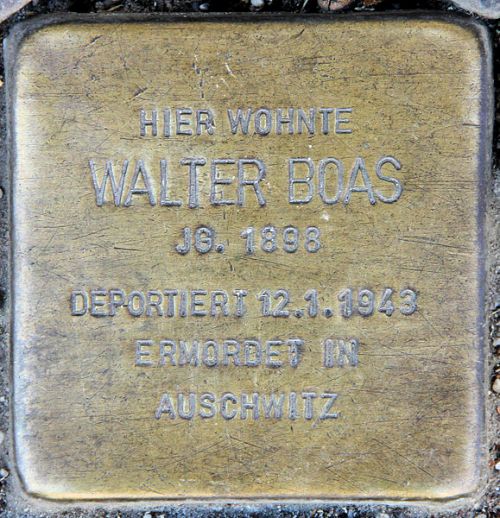 HIER WOHNTE
WALTER BOAS
JG. 1898
DEPORTIERT 12.1.1943
ERMORDET IN
AUSCHWITZ